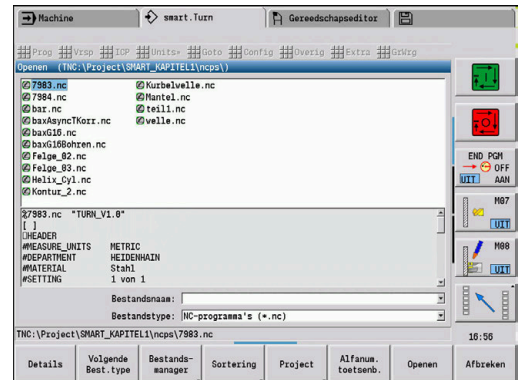 Machine smart.Turn Gereedschapseditor
Prog Vrsp ICP Units» Goto Config Overig Extra GrWrg
Openen (TNC:\Project\SMART_KAPITEL1\ncps\)
7983.nc Kurbelwelle.nc
7984.nc Mantel.nc
bar.nc teil1.nc
baxAsyncTKorr.nc velle.nc
baxG16.nc
baxG16Bohren.nc
Felge_02.nc
Felge_03.nc
Helix_Cyl.nc
Kontur_2.nc
%7983.nc "TURN_V1.0"
[ ]
HEADER
#MEASURE_UNITS METRIC
#DEPARTMENT HEIDENHAIN
#MATERIAL Stahl
#SETTING 1 von 1
Bestandsnaam:
Bestandstype: NC-programma's (*.nc)
TNC:\Project\SMART_KAPITEL1\ncps\7983.nc
END PGM
OFF
UIT AAN
M07
UIT
M08
UIT
16:56
Details Volgende Best.type Bestands-manager Sortering Project Alfanum. toetsenb. Openen Afbreken